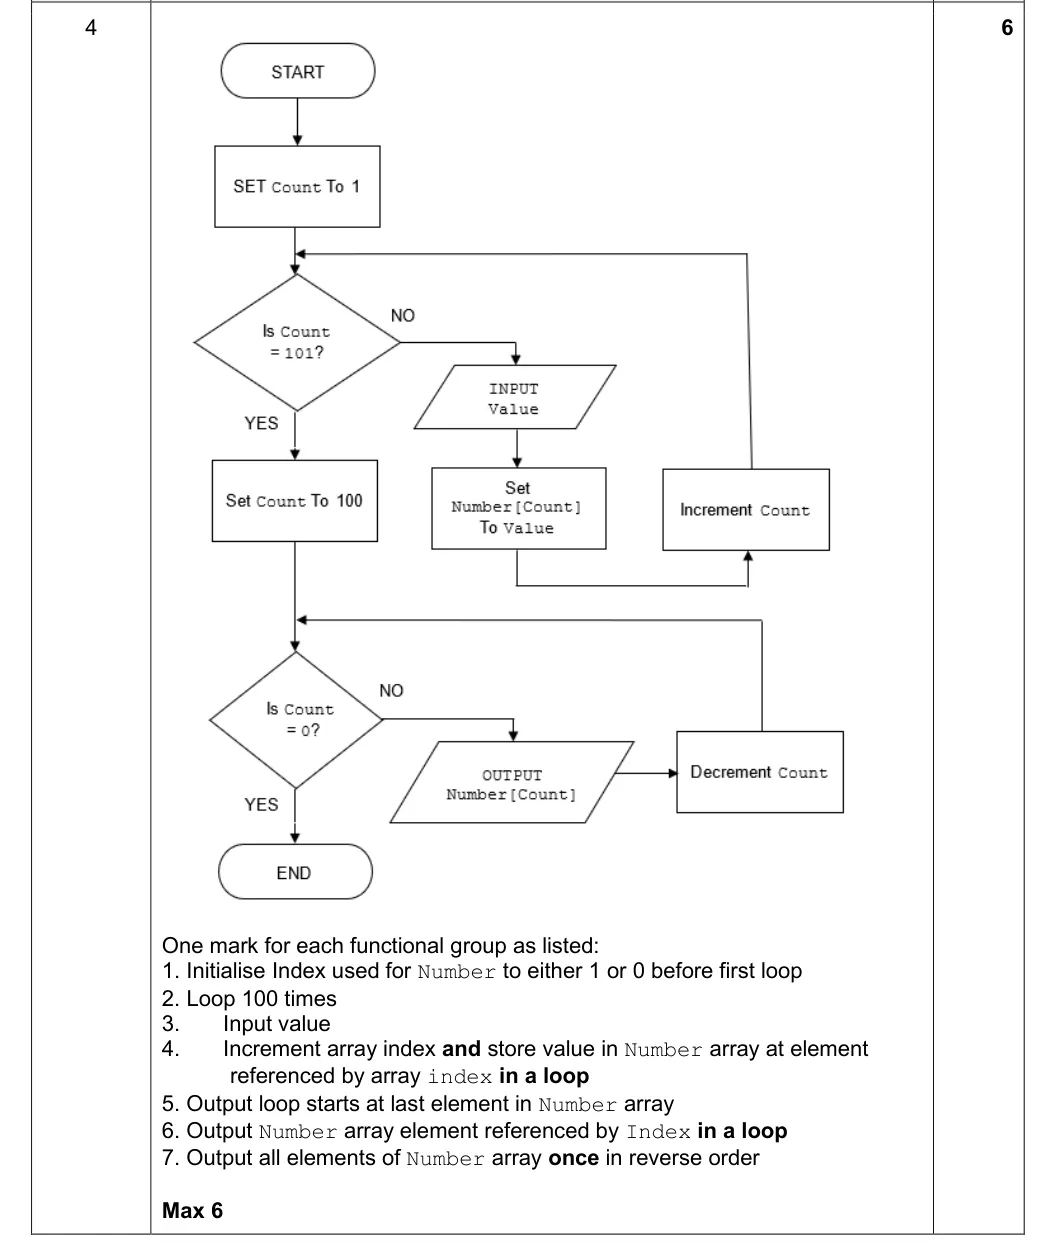 4
6
START
SET Count To 1
Is Count
= 101?
NO
INPUT
Value
YES
Set Count To 100
Set
Number[Count]
To Value
Increment Count
Is Count
= 0?
NO
OUTPUT
Number[Count]
Decrement Count
YES
END
One mark for each functional group as listed:
1. Initialise Index used for Number to either 1 or 0 before first loop
2. Loop 100 times
3. Input value
4. Increment array index and store value in Number array at element
referenced by array index in a loop
5. Output loop starts at last element in Number array
6. Output Number array element referenced by Index in a loop
7. Output all elements of Number array once in reverse order
Max 6